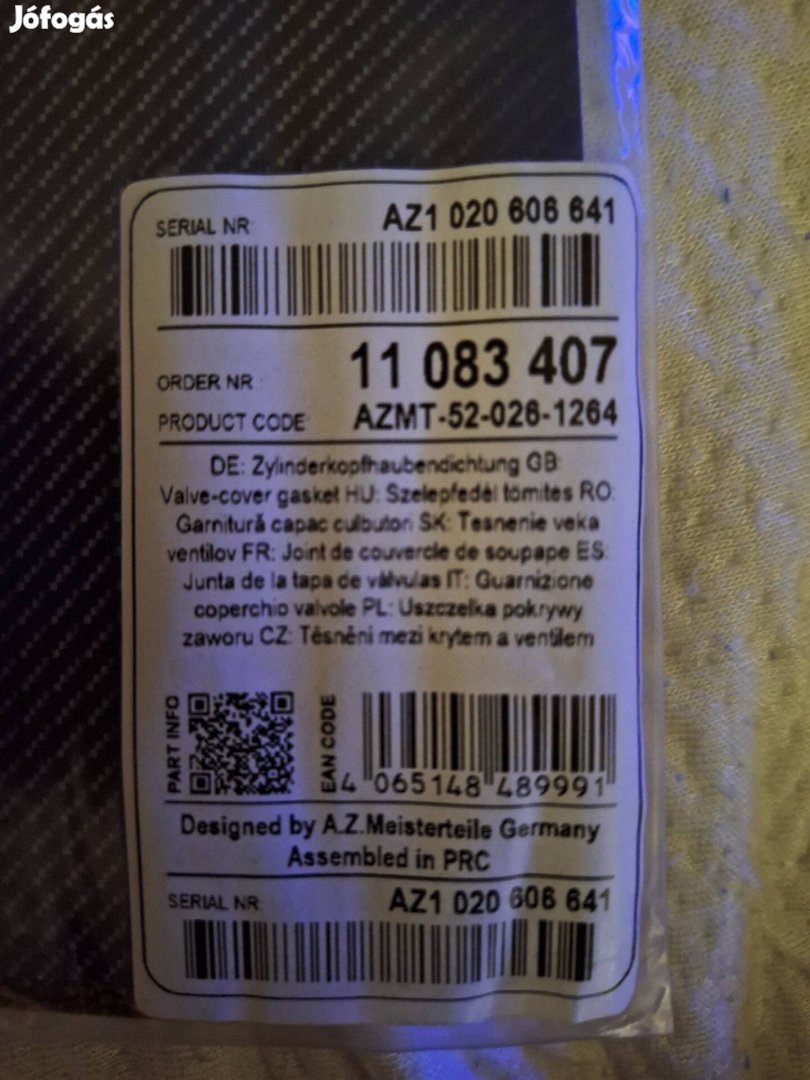 Jófogás
SERIAL NR: AZ1 020 606 641
ORDER NR: 11 083 407
PRODUCT CODE: AZMT-52-026-1264
DE: Zylinderkopfhaubendichtung GB:
Valve-cover gasket HU: Szelepfedél tömítés RO:
Garnitură capac culbutori SK: Tesnenie veka
ventilov FR: Joint de couvercle de soupape ES:
Junta de la tapa de válvulas IT: Guarnizione
coperchio valvole PL: Uszczelka pokrywy
zaworu CZ: Těsnění mezi krytem a ventilem
PART INFO
EAN CODE
4 065148 489991
Designed by A.Z.Meisterteile Germany
Assembled in PRC
SERIAL NR: AZ1 020 606 641